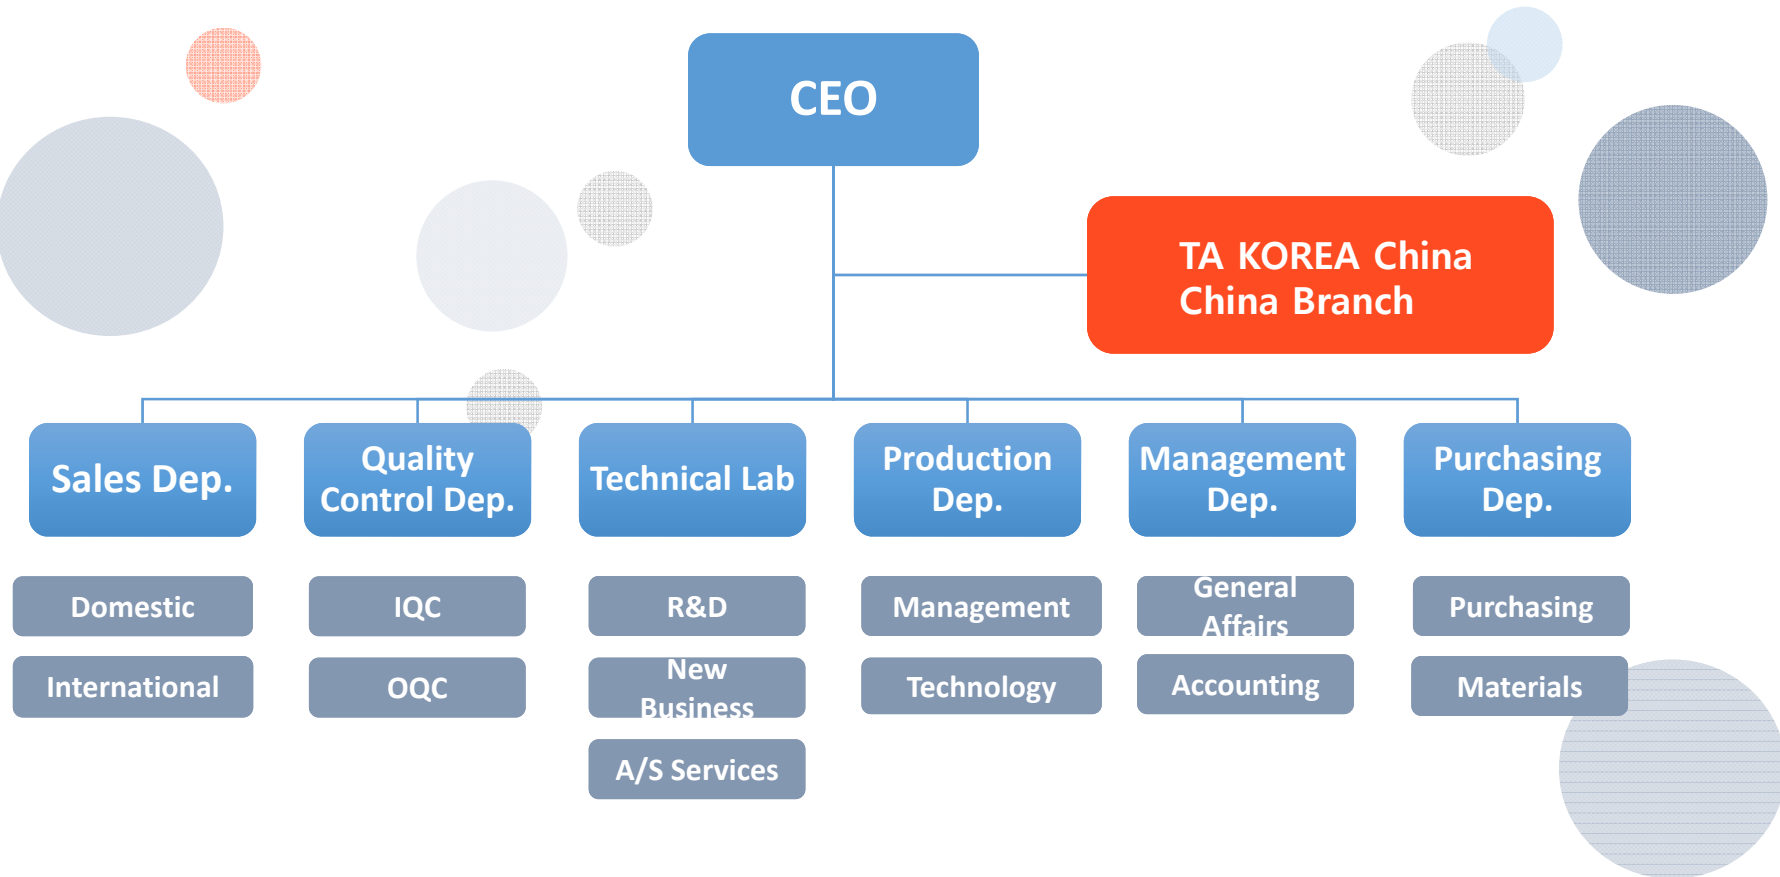 CEO
TA KOREA China
China Branch
Sales Dep.
Quality
Control Dep.
Technical Lab
Production
Dep.
Management
Dep.
Purchasing
Dep.
Domestic
IQC
R&D
Management
General
Affairs
Purchasing
International
OQC
New
Business
Technology
Accounting
Materials
A/S Services